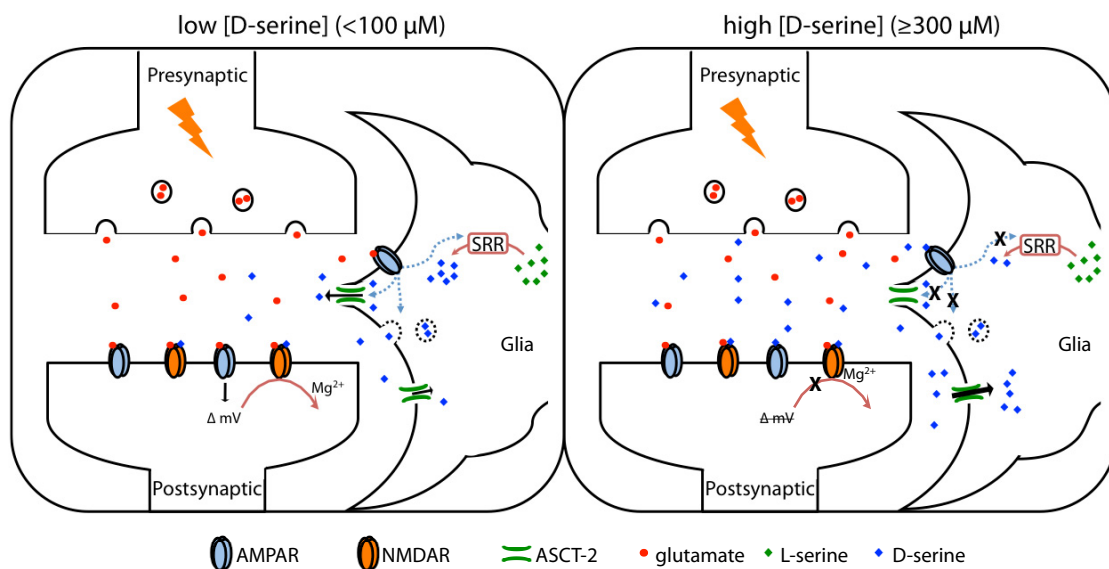 low [D-serine] (<100 µM)
high [D-serine] (≥300 µM)
Presynaptic
SRR
Glia
Mg²⁺
Δ mV
Postsynaptic
Presynaptic
X
SRR
X
X
Glia
Mg²⁺
X
Δ mV
Postsynaptic
AMPAR
NMDAR
ASCT-2
glutamate
L-serine
D-serine